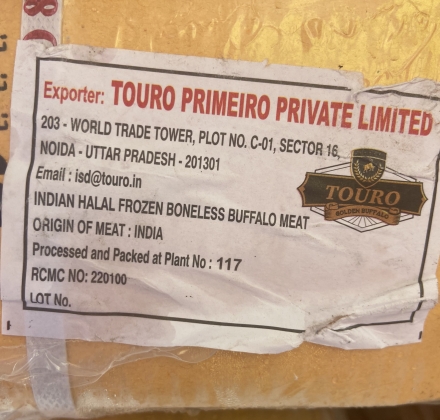 Exporter: TOURO PRIMEIRO PRIVATE LIMITED
203 - WORLD TRADE TOWER, PLOT NO. C-01, SECTOR 16,
NOIDA - UTTAR PRADESH - 201301
Email : isd@touro.in
INDIAN HALAL FROZEN BONELESS BUFFALO MEAT
ORIGIN OF MEAT : INDIA
Processed and Packed at Plant No : 117
RCMC NO: 220100
LOT No.
TOURO
GOLDEN BUFFALO